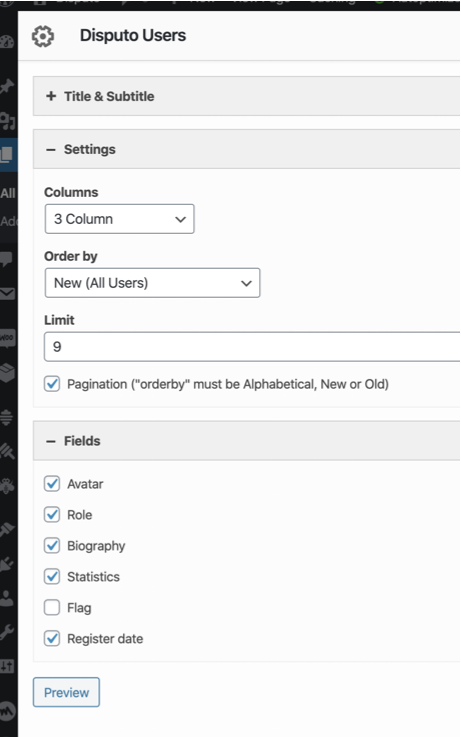 Disputo Users
+ Title & Subtitle
− Settings
Columns
3 Column
Order by
New (All Users)
Limit
9
Pagination ("orderby" must be Alphabetical, New or Old)
− Fields
Avatar
Role
Biography
Statistics
Flag
Register date
Preview
All